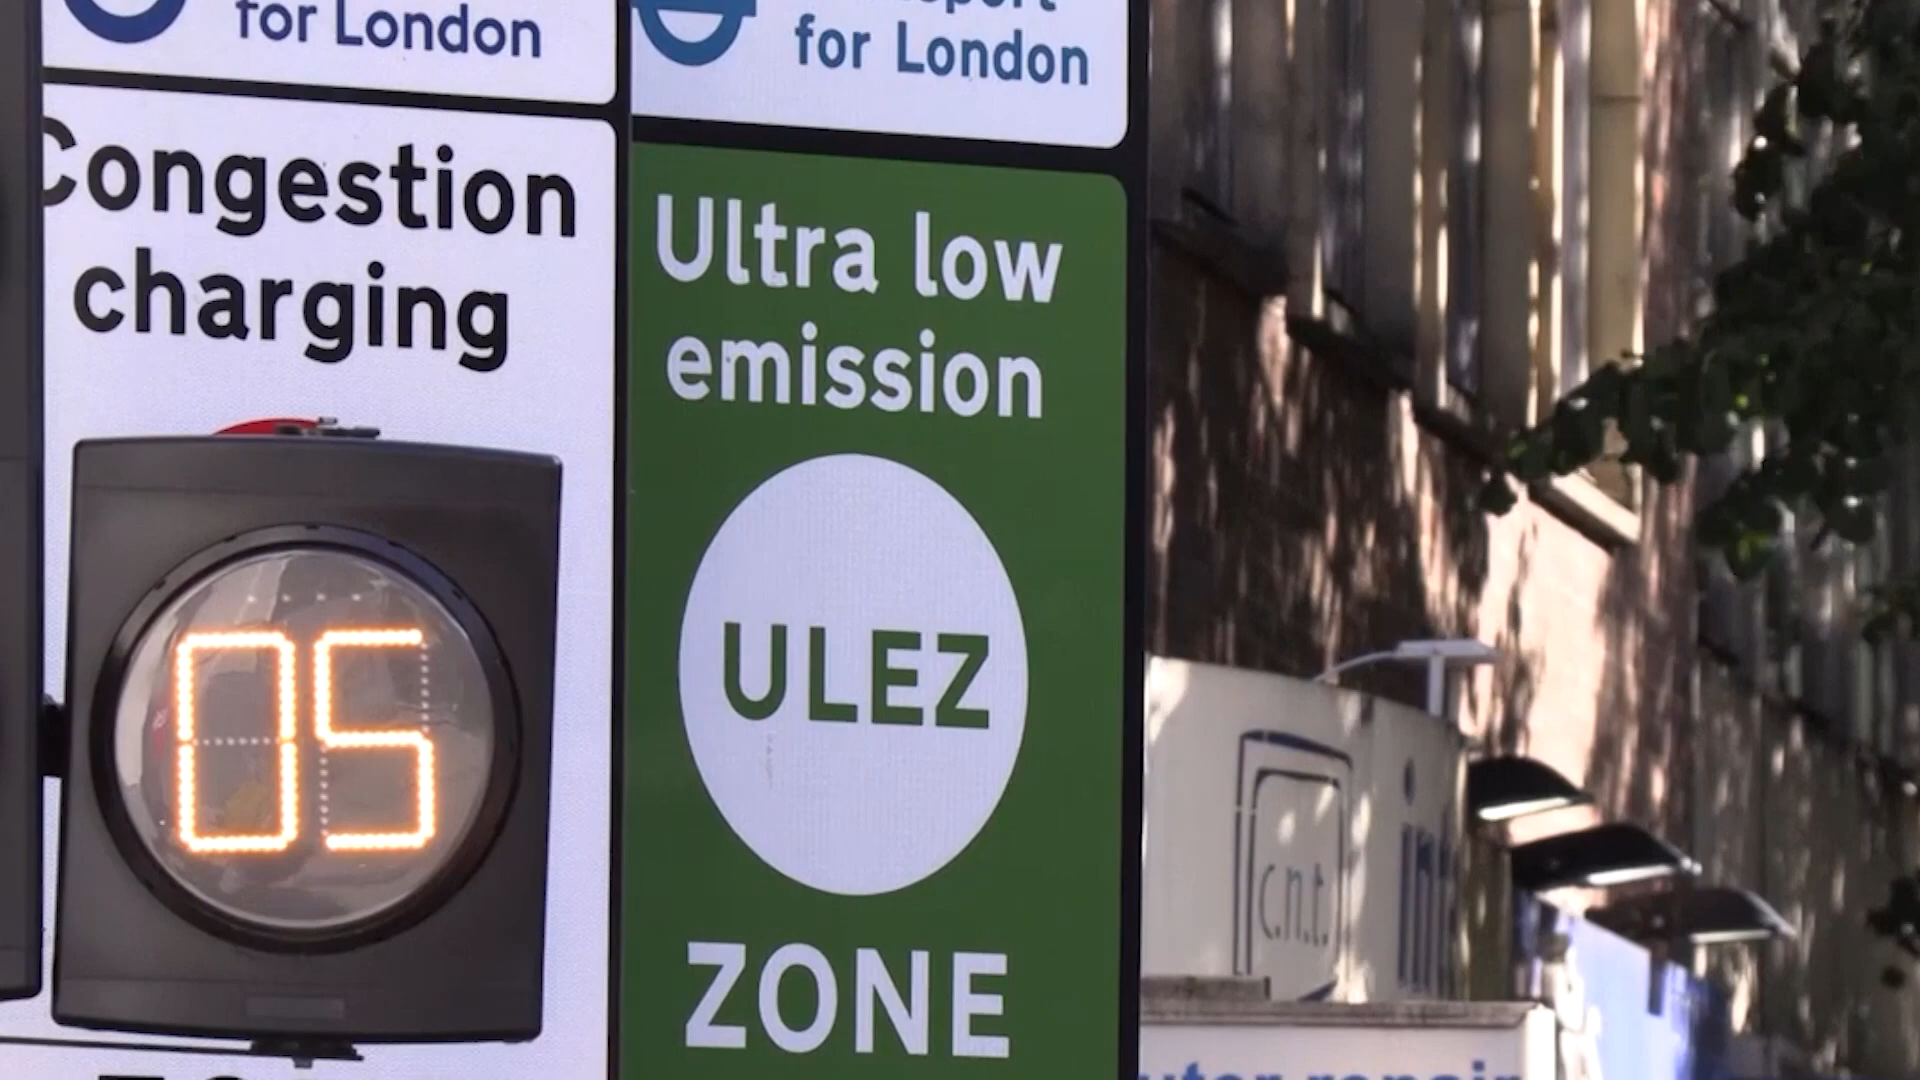 for London
Congestion
charging
05
for London
Ultra low
emission
ULEZ
ZONE
c.n.t.